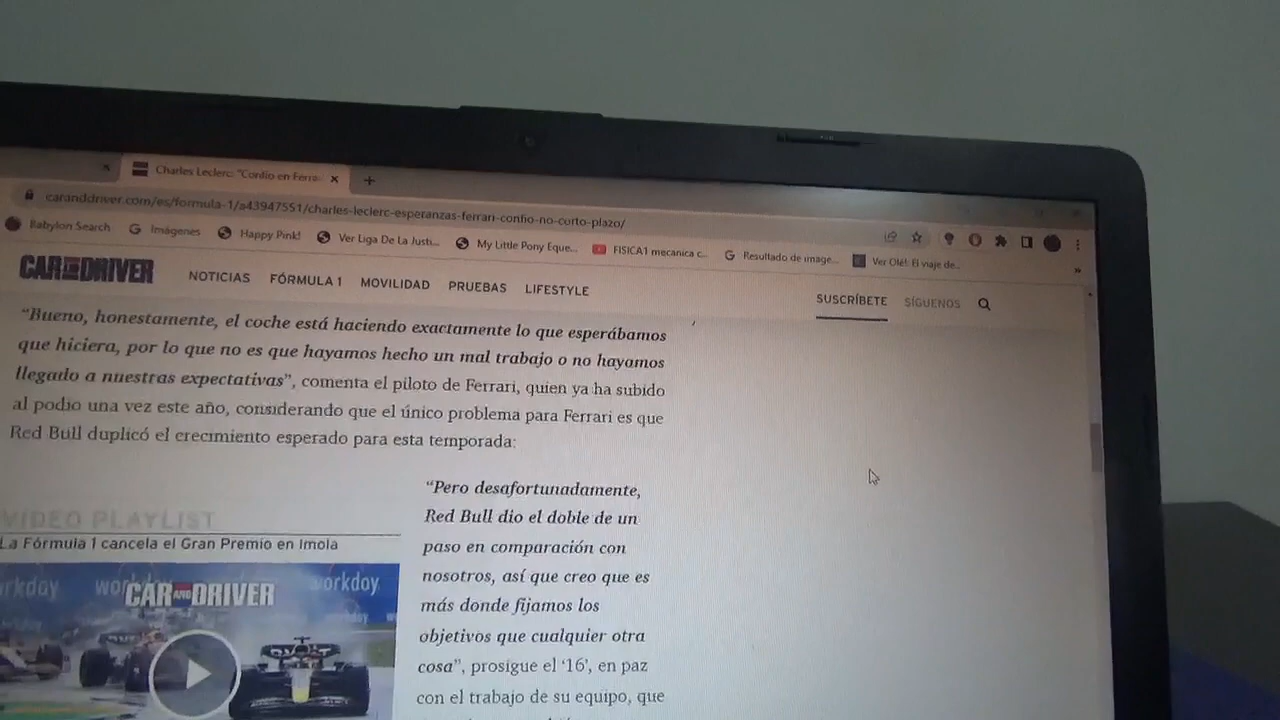 Charles Leclerc: "Confío en Ferra
caranddriver.com/es/formula-1/a43947551/charles-leclerc-esperanzas-ferrari-confio-no-corto-plazo/
Babylon Search
Imágenes
Happy Pink!
Ver Liga De La Justi...
My Little Pony Eque...
FISICA1 mecanica c...
Resultado de image...
Ver Olé! El viaje de...
CAR AND DRIVER
NOTICIAS FÓRMULA 1 MOVILIDAD PRUEBAS LIFESTYLE
SUSCRÍBETE SÍGUENOS
“Bueno, honestamente, el coche está haciendo exactamente lo que esperábamos
que hiciera, por lo que no es que hayamos hecho un mal trabajo o no hayamos
llegado a nuestras expectativas”, comenta el piloto de Ferrari, quien ya ha subido
al podio una vez este año, considerando que el único problema para Ferrari es que
Red Bull duplicó el crecimiento esperado para esta temporada:
VIDEO PLAYLIST
La Fórmula 1 cancela el Gran Premio en Imola
workday
CAR AND DRIVER
“Pero desafortunadamente,
Red Bull dio el doble de un
paso en comparación con
nosotros, así que creo que es
más donde fijamos los
objetivos que cualquier otra
cosa”, prosigue el ‘16’, en paz
con el trabajo de su equipo, que